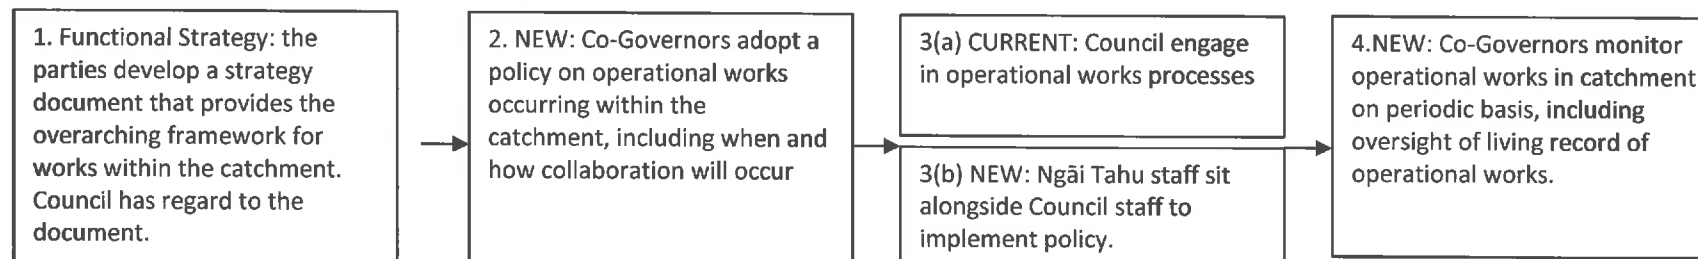 1. Functional Strategy: the
parties develop a strategy
document that provides the
overarching framework for
works within the catchment.
Council has regard to the
document.
2. NEW: Co-Governors adopt a
policy on operational works
occurring within the
catchment, including when and
how collaboration will occur
3(a) CURRENT: Council engage
in operational works processes
3(b) NEW: Ngāi Tahu staff sit
alongside Council staff to
implement policy.
4.NEW: Co-Governors monitor
operational works in catchment
on periodic basis, including
oversight of living record of
operational works.